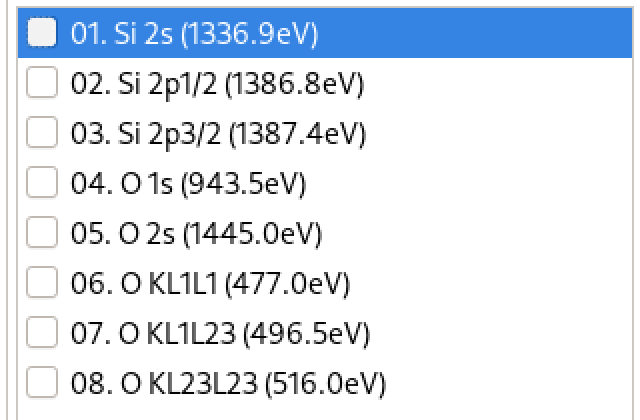 01. Si 2s (1336.9eV)
02. Si 2p1/2 (1386.8eV)
03. Si 2p3/2 (1387.4eV)
04. O 1s (943.5eV)
05. O 2s (1445.0eV)
06. O KL1L1 (477.0eV)
07. O KL1L23 (496.5eV)
08. O KL23L23 (516.0eV)